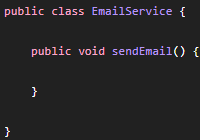 public class EmailService {
public void sendEmail() {
}
}